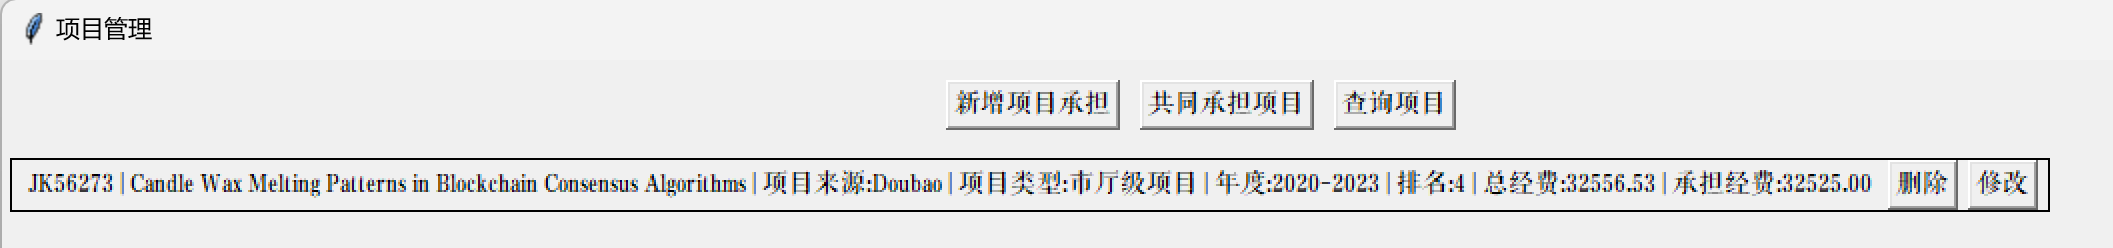 项目管理
新增项目承担 共同承担项目 查询项目
JK56273 | Candle Wax Melting Patterns in Blockchain Consensus Algorithms | 项目来源:Doubao | 项目类型:市厅级项目 | 年度:2020-2023 | 排名:4 | 总经费:32556.53 | 承担经费:32525.00 删除 修改